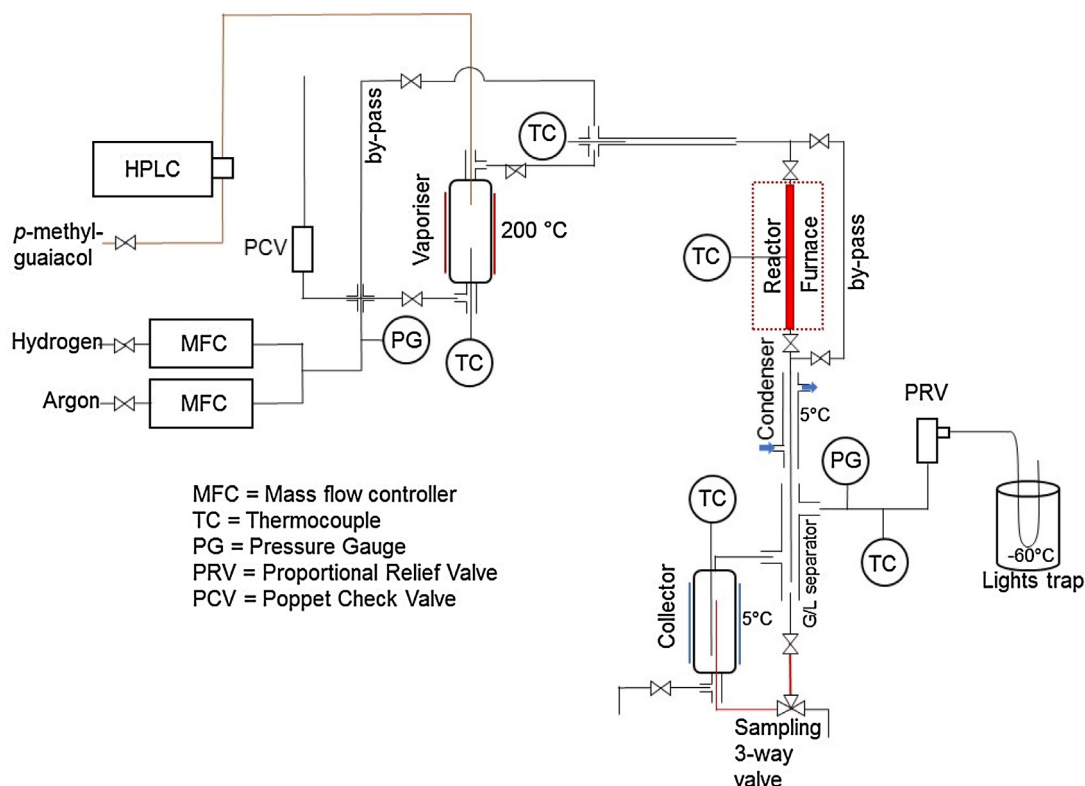 TC
by-pass
HPLC
Vaporiser
200 °C
p-methyl-
guaiacol
PCV
TC
Reactor
Furnace
by-pass
Hydrogen
MFC
PG
TC
Argon
MFC
Condenser
5°C
PRV
PG
MFC = Mass flow controller
TC = Thermocouple
PG = Pressure Gauge
PRV = Proportional Relief Valve
PCV = Poppet Check Valve
TC
TC
-60°C
Lights trap
G/L separator
Collector
5°C
Sampling
3-way
valve